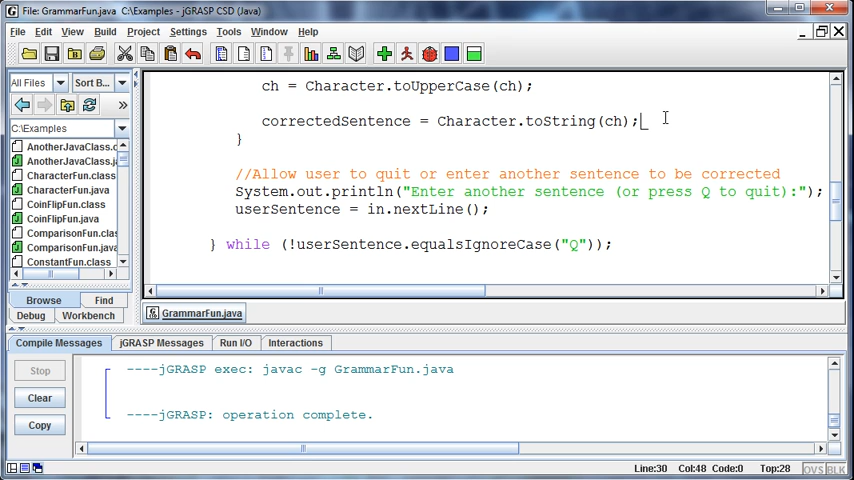 File: GrammarFun.java - jGRASP CSD (Java)
File Edit View Build Project Settings Tools Window Help
All Files Sort B...
C:\Examples
AnotherJavaClass.c
AnotherJavaClass.j
CharacterFun.class
CharacterFun.java
CoinFlipFun.class
CoinFlipFun.java
ComparisonFun.class
ComparisonFun.java
ConstantFun.class
Browse Find
Debug Workbench
ch = Character.toUpperCase(ch);
correctedSentence = Character.toString(ch);
}
//Allow user to quit or enter another sentence to be corrected
System.out.println("Enter another sentence (or press Q to quit):");
userSentence = in.nextLine();
} while (!userSentence.equalsIgnoreCase("Q"));
GrammarFun.java
Compile Messages jGRASP Messages Run I/O Interactions
Stop
Clear
Copy
----jGRASP exec: javac -g GrammarFun.java
----jGRASP: operation complete.
Line:30 Col:48 Code:0 Top:28 OVS BLK